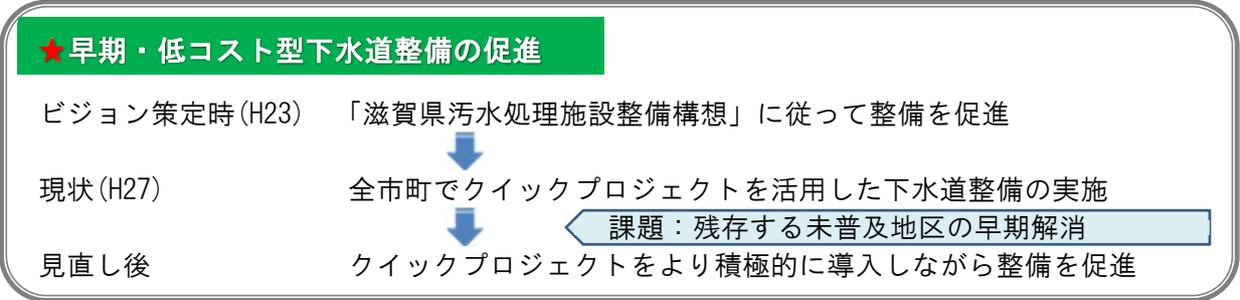 ★早期・低コスト型下水道整備の促進
ビジョン策定時(H23) 「滋賀県汚水処理施設整備構想」に従って整備を促進
現状(H27) 全市町でクイックプロジェクトを活用した下水道整備の実施
課題：残存する未普及地区の早期解消
見直し後 クイックプロジェクトをより積極的に導入しながら整備を促進